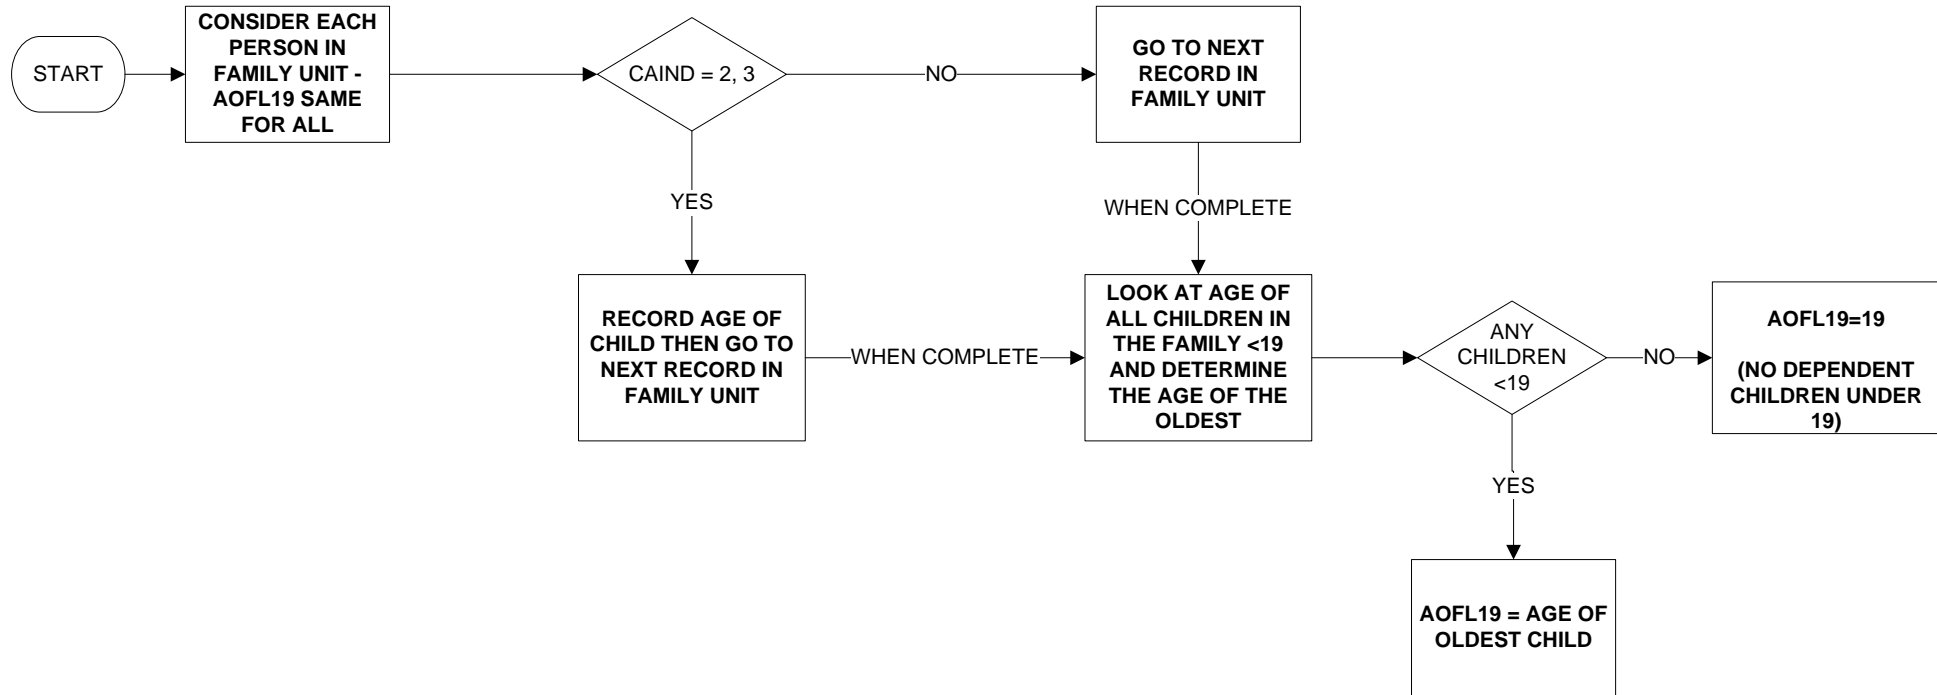 START
CONSIDER EACH
PERSON IN
FAMILY UNIT -
AOFL19 SAME
FOR ALL
CAIND = 2, 3
NO
GO TO NEXT
RECORD IN
FAMILY UNIT
YES
WHEN COMPLETE
RECORD AGE OF
CHILD THEN GO TO
NEXT RECORD IN
FAMILY UNIT
WHEN COMPLETE
LOOK AT AGE OF
ALL CHILDREN IN
THE FAMILY <19
AND DETERMINE
THE AGE OF THE
OLDEST
ANY
CHILDREN
<19
NO
AOFL19=19
(NO DEPENDENT
CHILDREN UNDER
19)
YES
AOFL19 = AGE OF
OLDEST CHILD